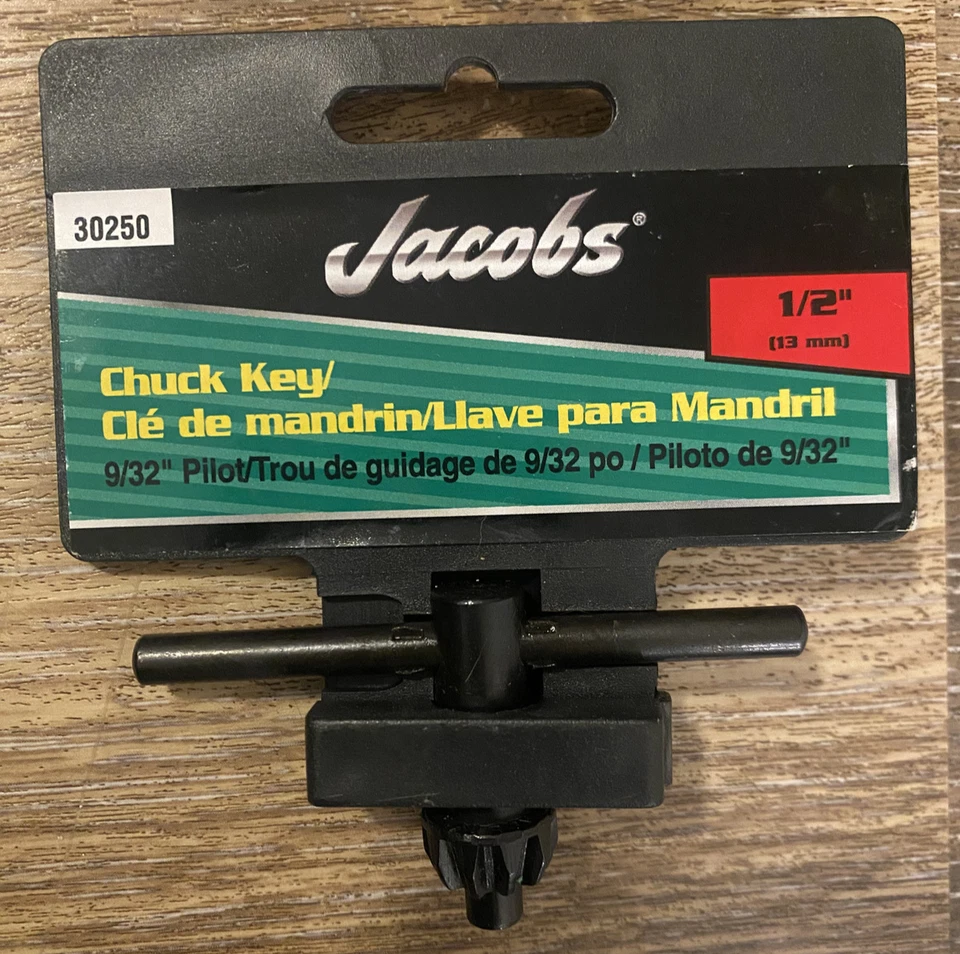 30250
Jacobs®
1/2"
(13 mm)
Chuck Key/
Clé de mandrin/Llave para Mandril
9/32" Pilot/Trou de guidage de 9/32 po / Piloto de 9/32"